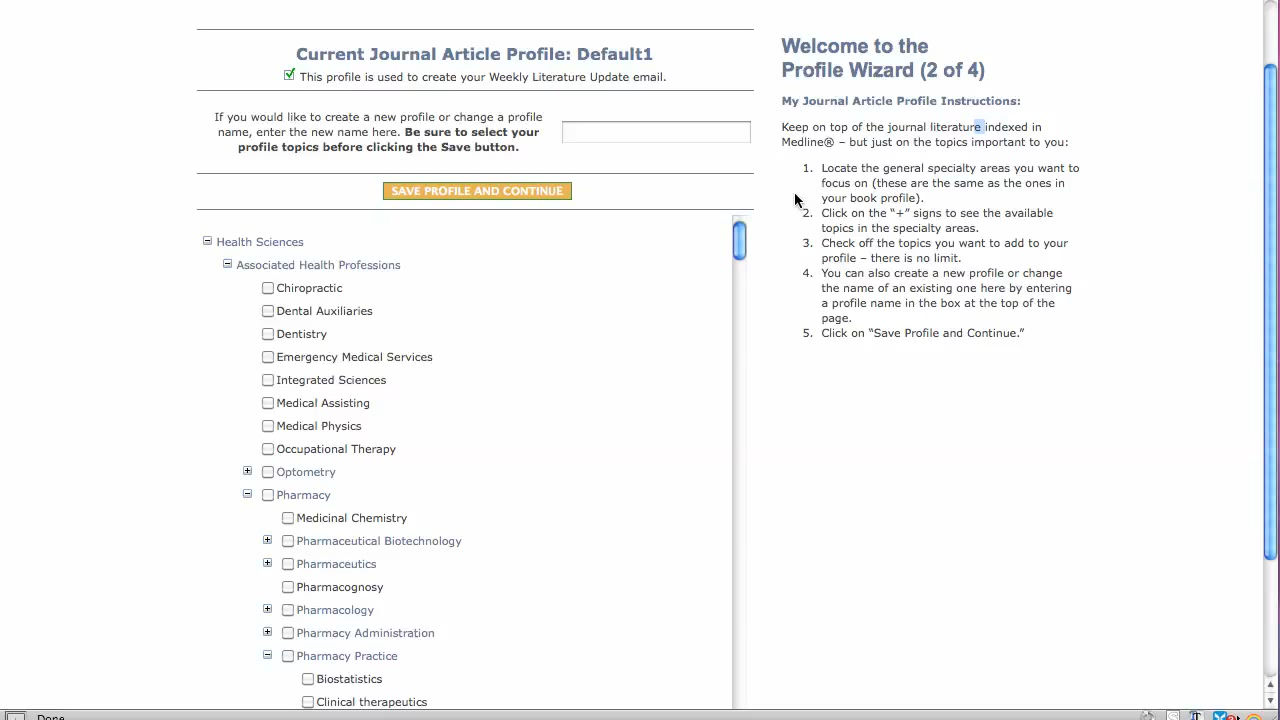 Current Journal Article Profile: Default1
This profile is used to create your Weekly Literature Update email.
If you would like to create a new profile or change a profile
name, enter the new name here. Be sure to select your
profile topics before clicking the Save button.
SAVE PROFILE AND CONTINUE
Health Sciences
Associated Health Professions
Chiropractic
Dental Auxiliaries
Dentistry
Emergency Medical Services
Integrated Sciences
Medical Assisting
Medical Physics
Occupational Therapy
Optometry
Pharmacy
Medicinal Chemistry
Pharmaceutical Biotechnology
Pharmaceutics
Pharmacognosy
Pharmacology
Pharmacy Administration
Pharmacy Practice
Biostatistics
Clinical therapeutics
Welcome to the
Profile Wizard (2 of 4)
My Journal Article Profile Instructions:
Keep on top of the journal literature indexed in
Medline® – but just on the topics important to you:
1. Locate the general specialty areas you want to
focus on (these are the same as the ones in
your book profile).
2. Click on the “+” signs to see the available
topics in the specialty areas.
3. Check off the topics you want to add to your
profile – there is no limit.
4. You can also create a new profile or change
the name of an existing one here by entering
a profile name in the box at the top of the
page.
5. Click on “Save Profile and Continue.”
Done